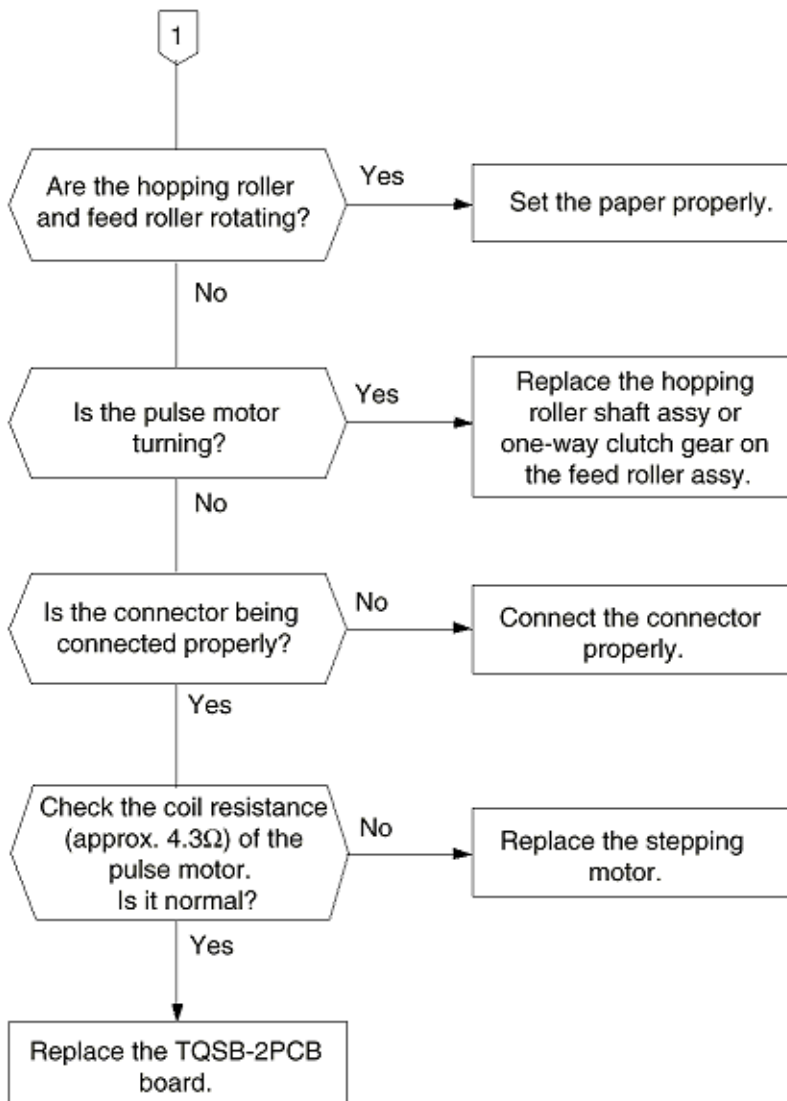 1
Are the hopping roller
and feed roller rotating?
Yes
Set the paper properly.
No
Is the pulse motor
turning?
Yes
Replace the hopping
roller shaft assy or
one-way clutch gear on
the feed roller assy.
No
Is the connector being
connected properly?
No
Connect the connector
properly.
Yes
Check the coil resistance
(approx. 4.3Ω) of the
pulse motor.
Is it normal?
No
Replace the stepping
motor.
Yes
Replace the TQSB-2PCB
board.